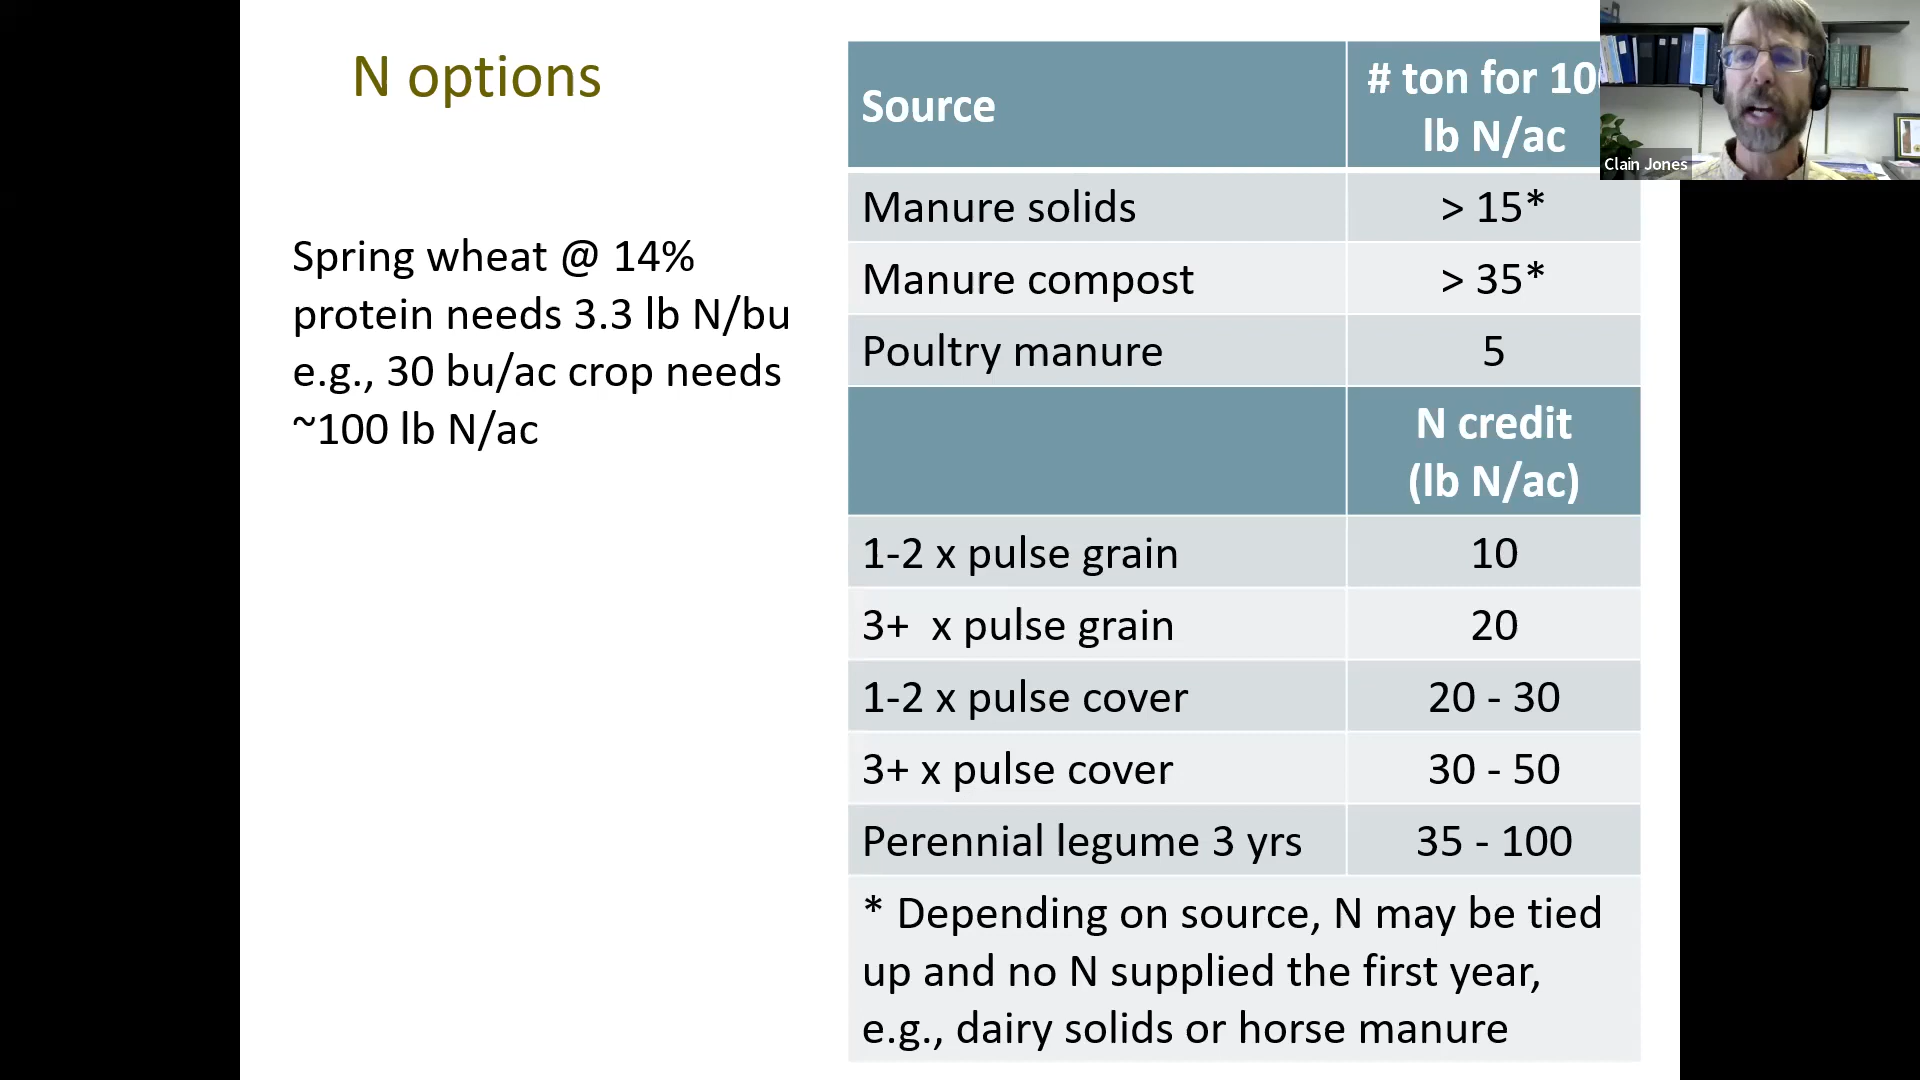 N options
Spring wheat @ 14%
protein needs 3.3 lb N/bu
e.g., 30 bu/ac crop needs
~100 lb N/ac
Source
# ton for 10
lb N/ac
Manure solids
> 15*
Manure compost
> 35*
Poultry manure
5
N credit
(lb N/ac)
1-2 x pulse grain
10
3+ x pulse grain
20
1-2 x pulse cover
20 - 30
3+ x pulse cover
30 - 50
Perennial legume 3 yrs
35 - 100
* Depending on source, N may be tied
up and no N supplied the first year,
e.g., dairy solids or horse manure
Clain Jones